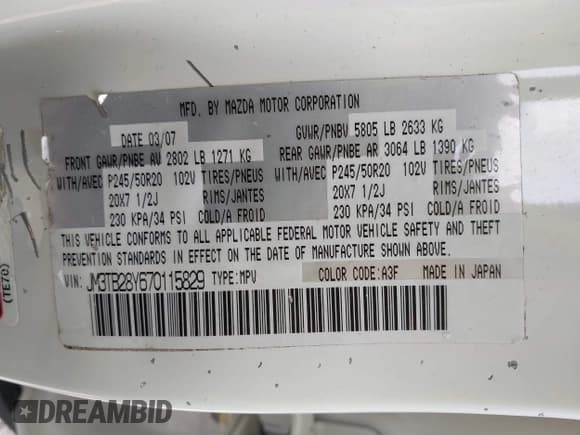 MFD. BY MAZDA MOTOR CORPORATION
DATE 03/07 GVWR/PNBV 5805 LB 2633 KG
FRONT GAWR/PNBE AV 2802 LB 1271 KG REAR GAWR/PNBE AR 3064 LB 1390 KG
WITH/AVEC P245/50R20 102V TIRES/PNEUS WITH/AVEC P245/50R20 102V TIRES/PNEUS
20X7 1/2J RIMS/JANTES 20X7 1/2J RIMS/JANTES
230 KPA/34 PSI COLD/A FROID 230 KPA/34 PSI COLD/A FROID
THIS VEHICLE CONFORMS TO ALL APPLICABLE FEDERAL MOTOR VEHICLE SAFETY AND THEFT
PREVENTION STANDARDS IN EFFECT ON THE DATE OF MANUFACTURE SHOWN ABOVE.
VIN: JM3TB28Y670115829 TYPE:MPV COLOR CODE:A3F MADE IN JAPAN
(TE70)
DREAMBID